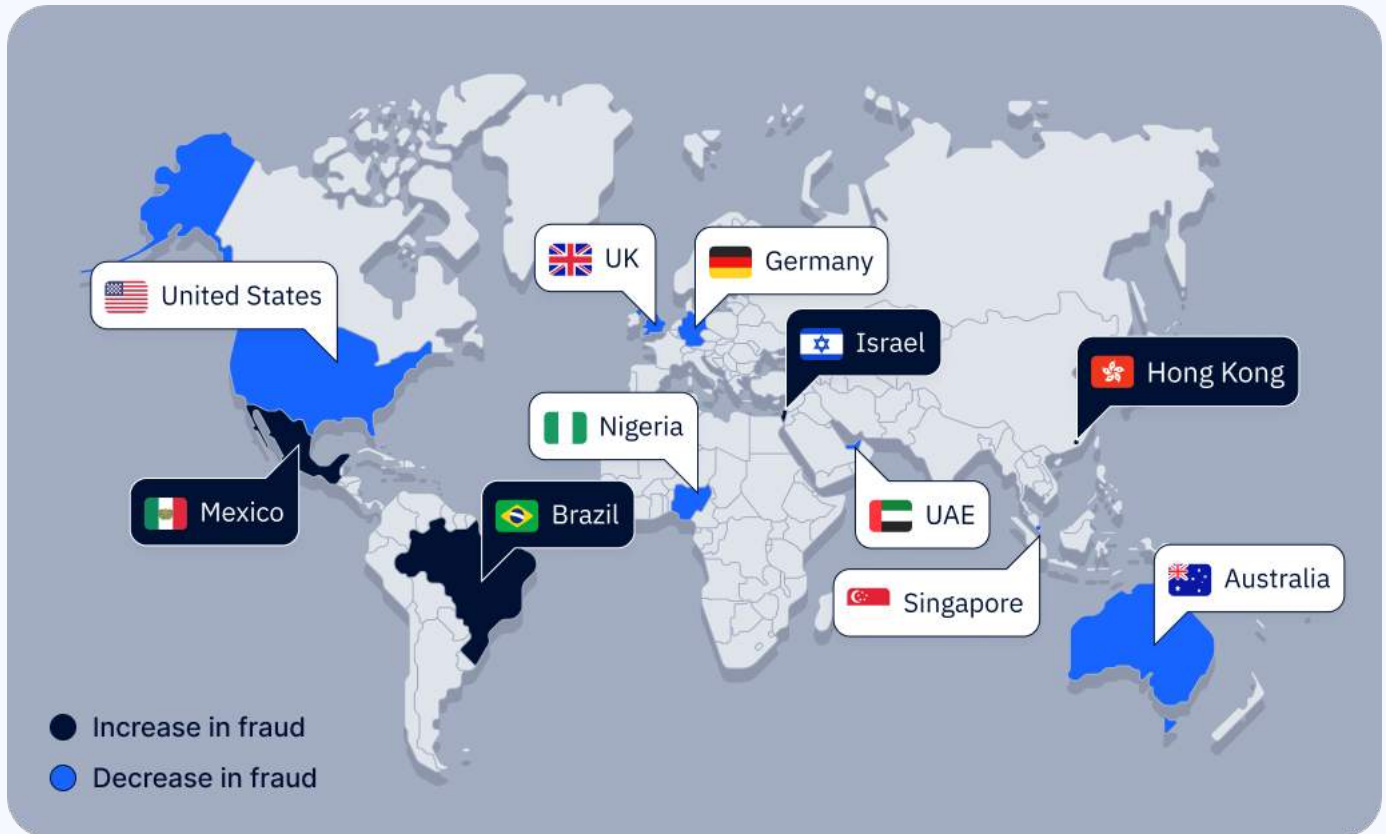 UK
Germany
United States
Israel
Hong Kong
Nigeria
Mexico
Brazil
UAE
Singapore
Australia
Increase in fraud
Decrease in fraud